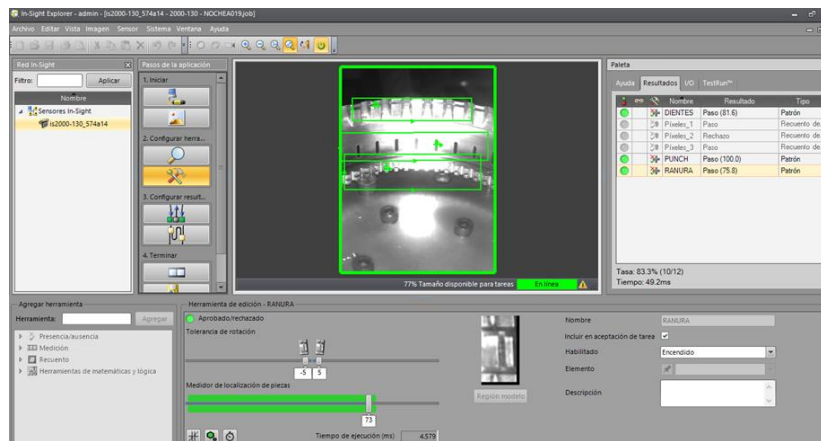 In-Sight Explorer - admin - [is2000-130_574a14 - 2000-130 - NOCHEA019.job]
Archivo Editar Vista Imagen Sensor Sistema Ventana Ayuda
Red In-Sight
Filtro: Aplicar
Nombre
Sensores In-Sight
is2000-130_574a14
Pasos de la aplicación
1. Iniciar
2. Configurar herra...
3. Configurar result...
4. Terminar
77% Tamaño disponible para tareas En línea
Paleta
Ayuda Resultados I/O TestRun™
Nombre Resultado Tipo
DIENTES Paso (81.6) Patrón
Píxeles_1 Paso Recuento de
Píxeles_2 Rechazo Recuento de
Píxeles_3 Paso Recuento de
PUNCH Paso (100.0) Patrón
RANURA Paso (75.8) Patrón
Tasa: 83.3% (10/12)
Tiempo: 49.2ms
Agregar herramienta
Herramienta: Agregar
Presencia/ausencia
Medición
Recuento
Herramientas de matemáticas y lógica
Herramienta de edición - RANURA
Aprobado/rechazado
Tolerancia de rotación
-5 5
Medidor de localización de piezas
73
Tiempo de ejecución (ms) 4.579
Región modelo
Nombre RANURA
Incluir en aceptación de tarea
Habilitado Encendido
Elemento
Descripción